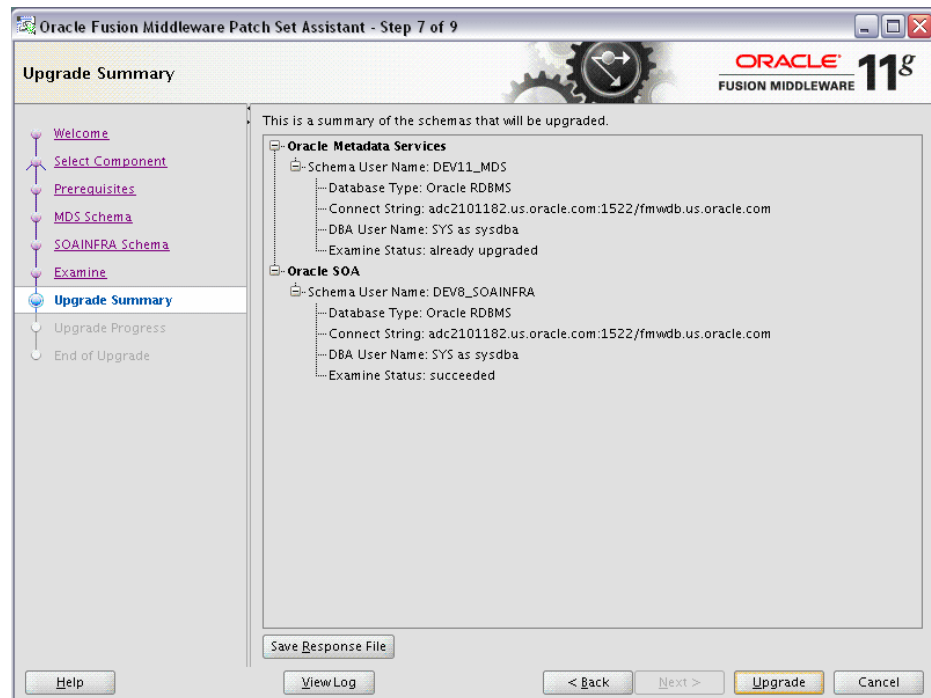 Oracle Fusion Middleware Patch Set Assistant - Step 7 of 9
Upgrade Summary
ORACLE
FUSION MIDDLEWARE 11g
Welcome
Select Component
Prerequisites
MDS Schema
SOAINFRA Schema
Examine
Upgrade Summary
Upgrade Progress
End of Upgrade
This is a summary of the schemas that will be upgraded.
Oracle Metadata Services
Schema User Name: DEV11_MDS
Database Type: Oracle RDBMS
Connect String: adc2101182.us.oracle.com:1522/fmwdb.us.oracle.com
DBA User Name: SYS as sysdba
Examine Status: already upgraded
Oracle SOA
Schema User Name: DEV8_SOAINFRA
Database Type: Oracle RDBMS
Connect String: adc2101182.us.oracle.com:1522/fmwdb.us.oracle.com
DBA User Name: SYS as sysdba
Examine Status: succeeded
Save Response File
Help View Log < Back Next > Upgrade Cancel